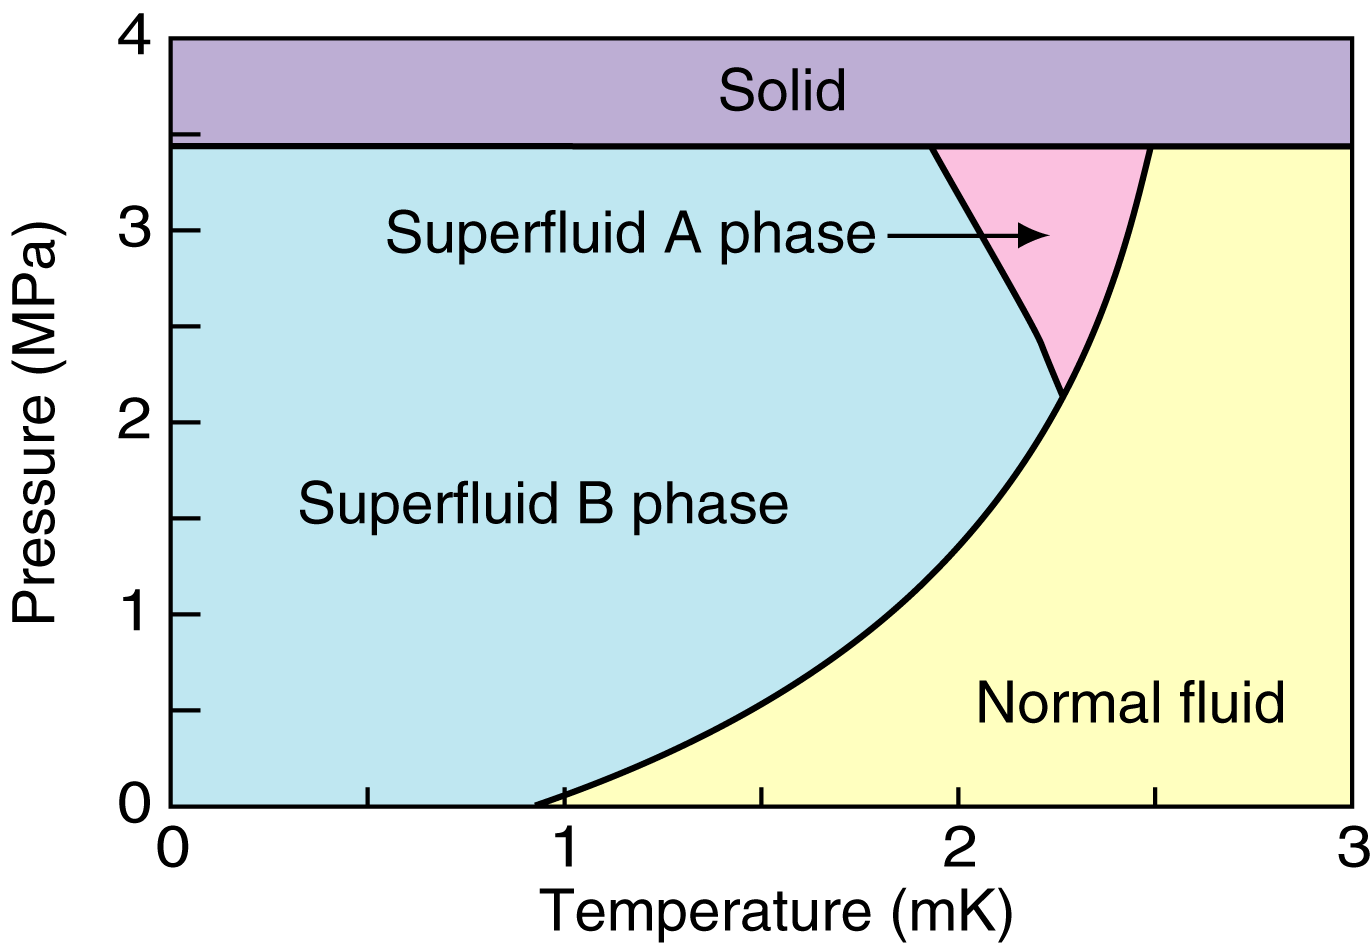 4
Solid
3
Superfluid A phase
Pressure (MPa)
2
Superfluid B phase
1
Normal fluid
0
0 1 2 3
Temperature (mK)